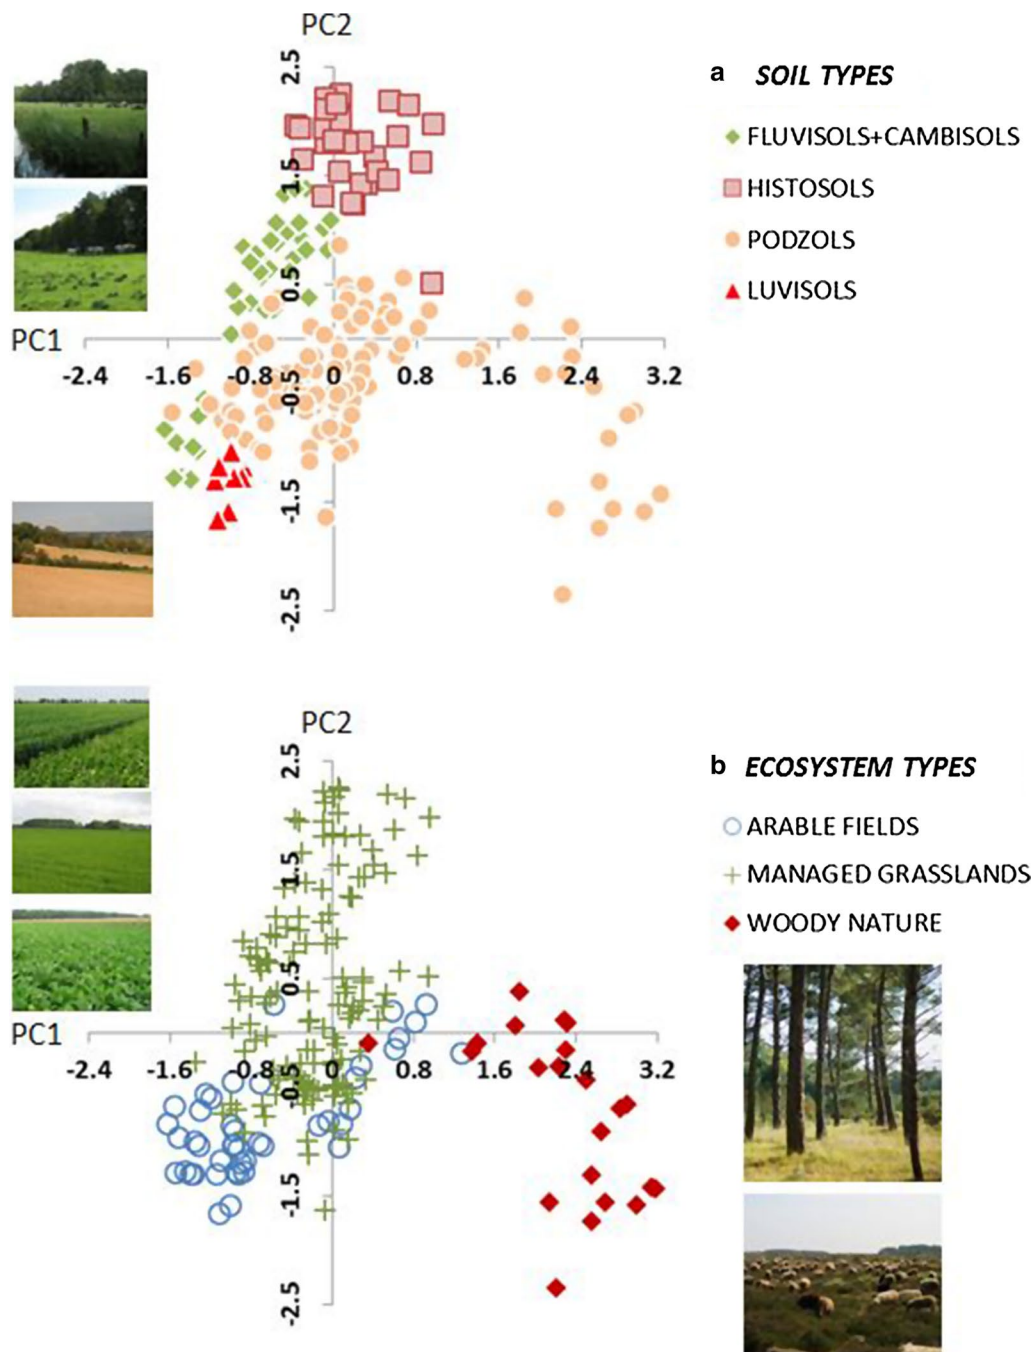 PC2
a SOIL TYPES
FLUVISOLS+CAMBISOLS
HISTOSOLS
PODZOLS
LUVISOLS
PC1
2.5
1.5
0.5
-0.5
-1.5
-2.5
-2.4 -1.6 -0.8 0 0.8 1.6 2.4 3.2
PC2
b ECOSYSTEM TYPES
ARABLE FIELDS
MANAGED GRASSLANDS
WOODY NATURE
PC1
2.5
1.5
0.5
-0.5
-1.5
-2.5
-2.4 -1.6 -0.8 0 0.8 1.6 2.4 3.2